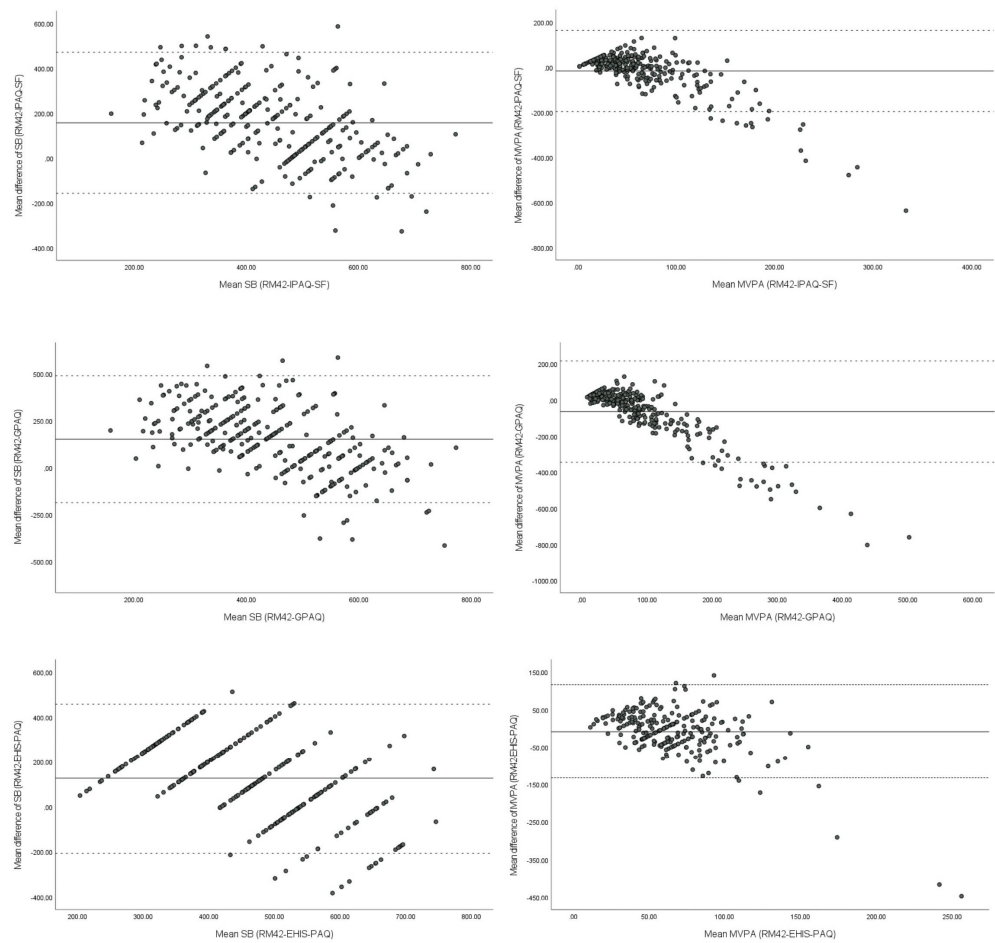 600.00
400.00
200.00
.00
-200.00
-400.00
Mean difference of SB (RM42-IPAQ-SF)
200.00 400.00 600.00 800.00
Mean SB (RM42-IPAQ-SF)
200.00
.00
-200.00
-400.00
-600.00
-800.00
Mean difference of MVPA (RM42-IPAQ-SF)
.00 100.00 200.00 300.00 400.00
Mean MVPA (RM42-IPAQ-SF)
500.00
250.00
.00
-250.00
-500.00
Mean difference of SB (RM42-GPAQ)
200.00 400.00 600.00 800.00
Mean SB (RM42-GPAQ)
200.00
.00
-200.00
-400.00
-600.00
-800.00
-1000.00
Mean difference of MVPA (RM42-GPAQ)
.00 100.00 200.00 300.00 400.00 500.00 600.00
Mean MVPA (RM42-GPAQ)
600.00
400.00
200.00
.00
-200.00
-400.00
Mean difference of SB (RM42-EHIS-PAQ)
200.00 300.00 400.00 500.00 600.00 700.00 800.00
Mean SB (RM42-EHIS-PAQ)
150.00
50.00
-50.00
-150.00
-250.00
-350.00
-450.00
Mean difference of MVPA (RM42-EHIS-PAQ)
.00 50.00 100.00 150.00 200.00 250.00
Mean MVPA (RM42-EHIS-PAQ)